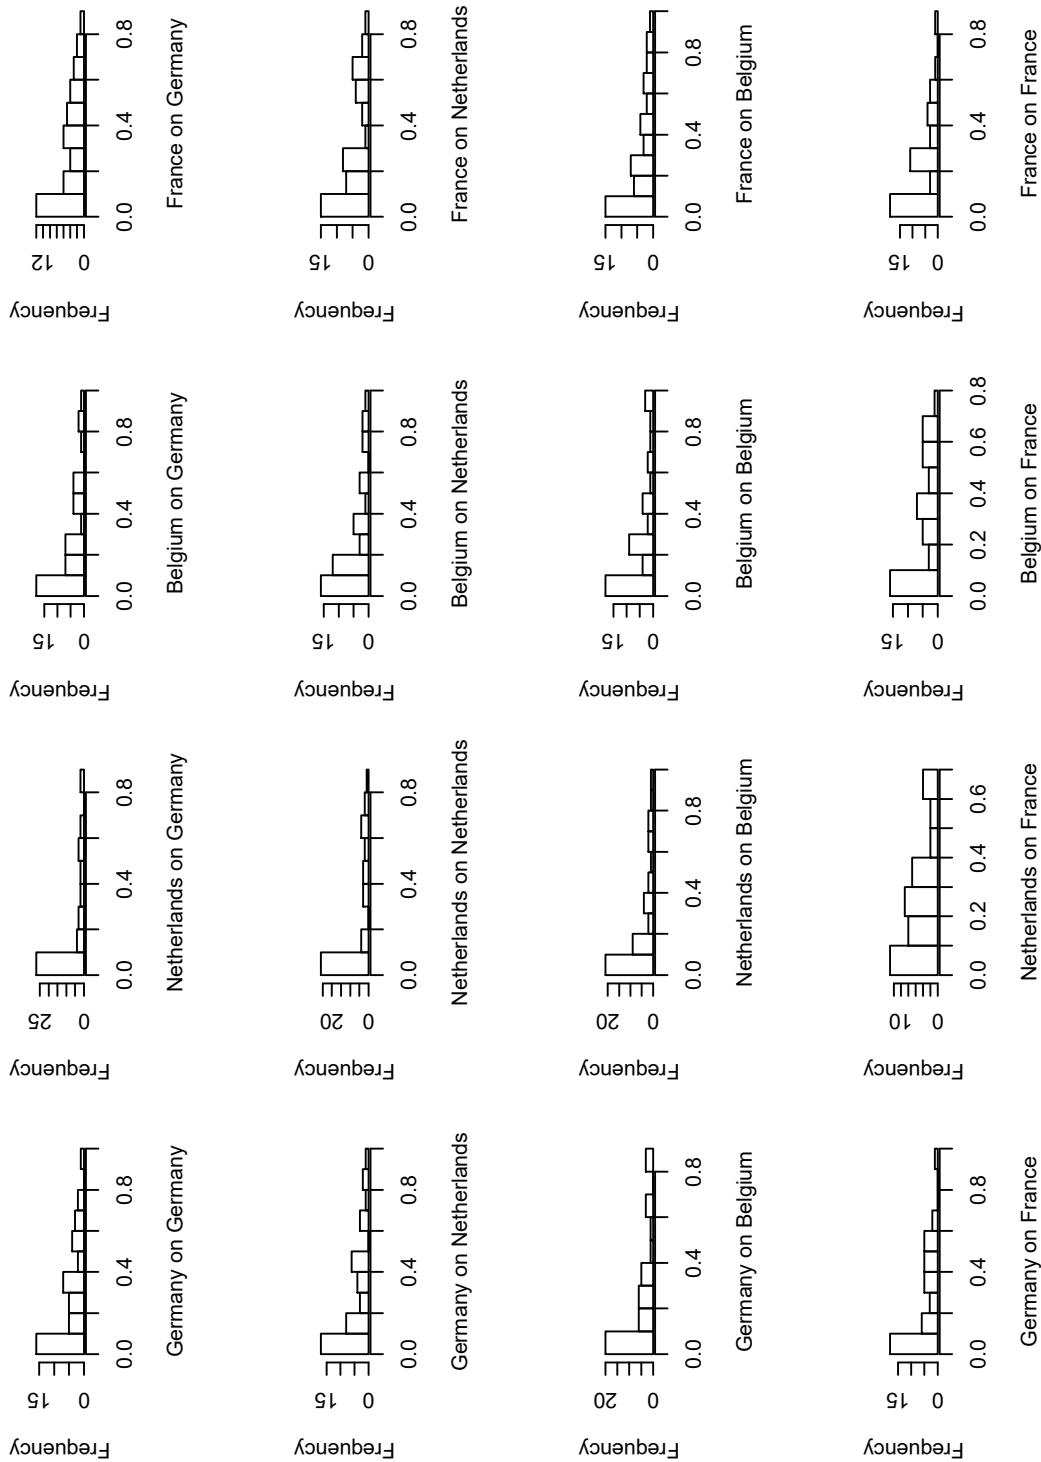 Frequency
15
0
0.0 0.4 0.8
Germany on Germany
Frequency
25
0
0.0 0.4 0.8
Netherlands on Germany
Frequency
15
0
0.0 0.4 0.8
Belgium on Germany
Frequency
12
0
0.0 0.4 0.8
France on Germany
Frequency
15
0
0.0 0.4 0.8
Germany on Netherlands
Frequency
20
0
0.0 0.4 0.8
Netherlands on Netherlands
Frequency
15
0
0.0 0.4 0.8
Belgium on Netherlands
Frequency
15
0
0.0 0.4 0.8
France on Netherlands
Frequency
20
0
0.0 0.4 0.8
Germany on Belgium
Frequency
20
0
0.0 0.4 0.8
Netherlands on Belgium
Frequency
15
0
0.0 0.4 0.8
Belgium on Belgium
Frequency
15
0
0.0 0.4 0.8
France on Belgium
Frequency
15
0
0.0 0.4 0.8
Germany on France
Frequency
10
0
0.0 0.2 0.4 0.6
Netherlands on France
Frequency
15
0
0.0 0.2 0.4 0.6 0.8
Belgium on France
Frequency
15
0
0.0 0.4 0.8
France on France